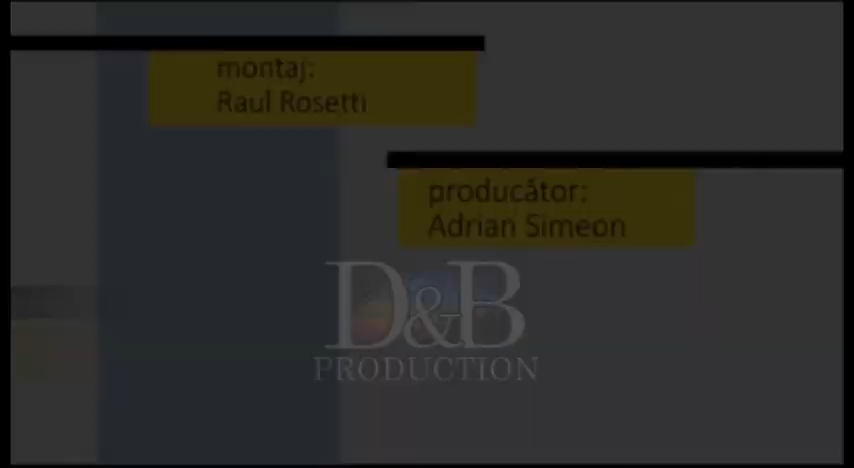 montaj:
Raul Rosetti
producător:
Adrian Simeon
D&B
PRODUCTION